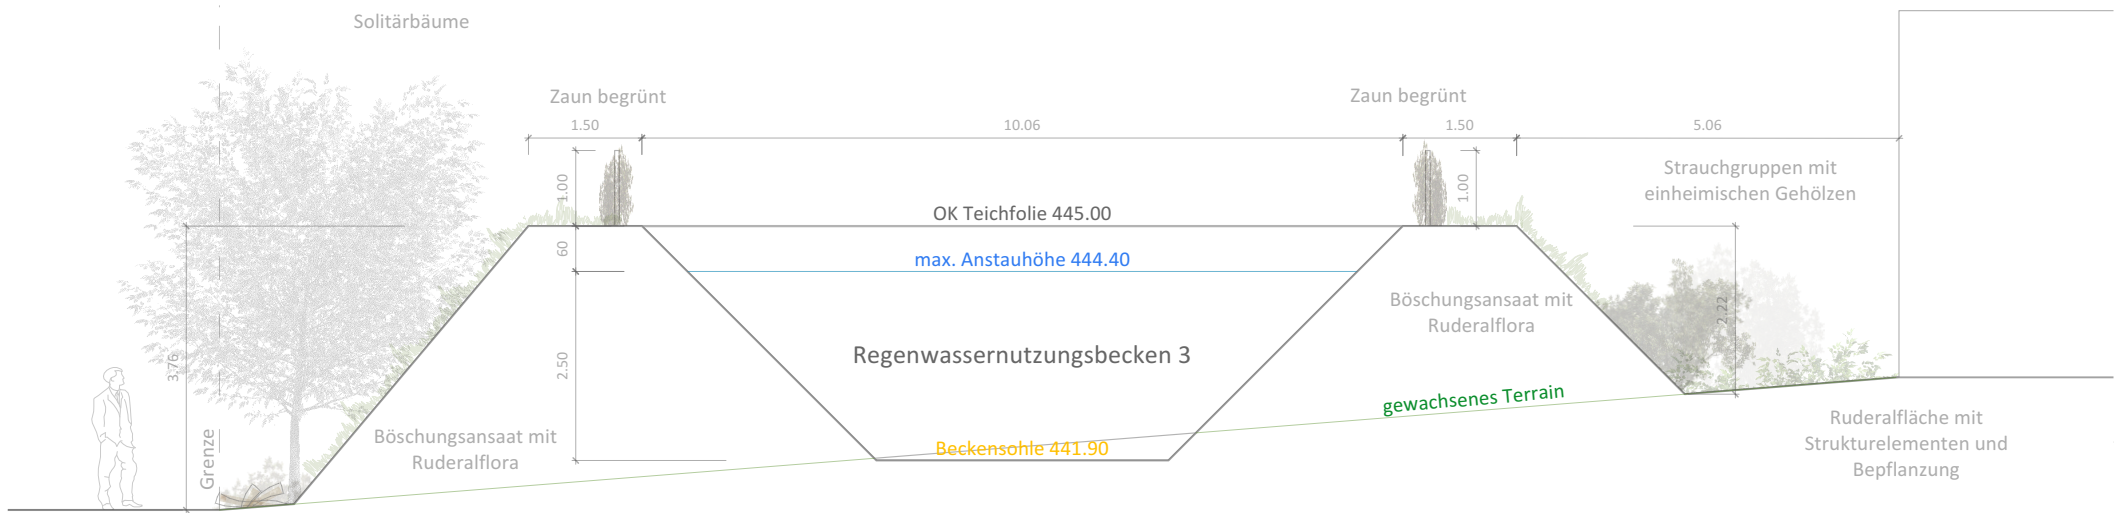 Solitärbäume
Zaun begrünt
Zaun begrünt
1.50
10.06
1.50
5.06
Strauchgruppen mit
einheimischen Gehölzen
1.00
1.00
OK Teichfolie 445.00
60
max. Anstauhöhe 444.40
Böschungsansaat mit
Ruderalflora
2.22
3.76
2.50
Regenwassernutzungsbecken 3
gewachsenes Terrain
Grenze
Böschungsansaat mit
Ruderalflora
Beckensohle 441.90
Ruderalfläche mit
Strukturelementen und
Bepflanzung